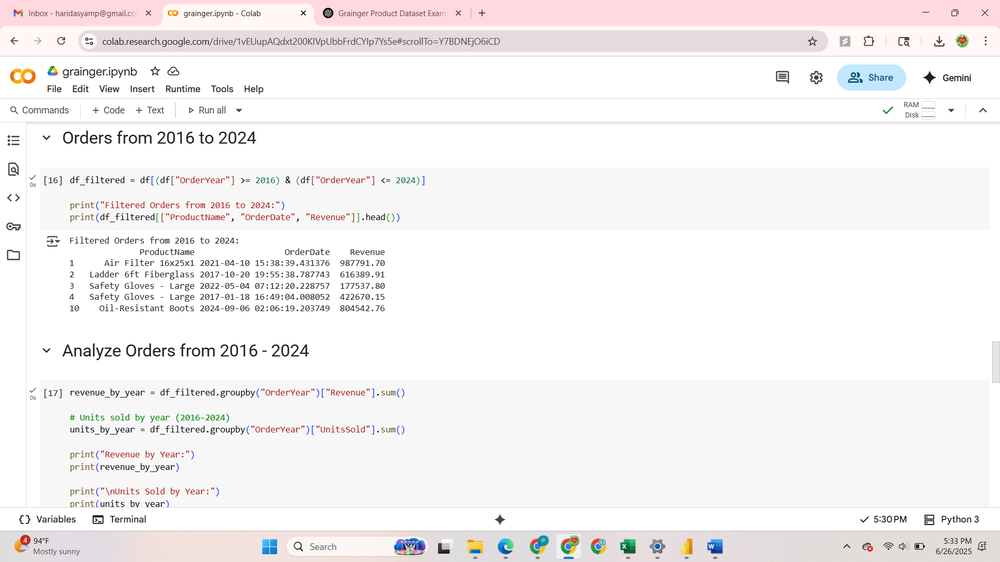 Inbox - haridasyamp@gmail.co
grainger.ipynb - Colab
Grainger Product Dataset Exam
colab.research.google.com/drive/1vEUupAQdxt200KIVpUbbFrdCYIp7Ys5e#scrollTo=Y7BDNEjO6iCD
grainger.ipynb
File Edit View Insert Runtime Tools Help
Share
Gemini
Commands + Code + Text Run all
RAM
Disk
Orders from 2016 to 2024
0s
[16] df_filtered = df[(df["OrderYear"] >= 2016) & (df["OrderYear"] <= 2024)]
print("Filtered Orders from 2016 to 2024:")
print(df_filtered[["ProductName", "OrderDate", "Revenue"]].head())
Filtered Orders from 2016 to 2024:
ProductName OrderDate Revenue
1 Air Filter 16x25x1 2021-04-10 15:38:39.431376 987791.70
2 Ladder 6ft Fiberglass 2017-10-20 19:55:38.787743 616389.91
3 Safety Gloves - Large 2022-05-04 07:12:20.228757 177537.80
4 Safety Gloves - Large 2017-01-18 16:49:04.008052 422670.15
10 Oil-Resistant Boots 2024-09-06 02:06:19.203749 804542.76
Analyze Orders from 2016 - 2024
0s
[17] revenue_by_year = df_filtered.groupby("OrderYear")["Revenue"].sum()
# Units sold by year (2016–2024)
units_by_year = df_filtered.groupby("OrderYear")["UnitsSold"].sum()
print("Revenue by Year:")
print(revenue_by_year)
print("\nUnits Sold by Year:")
print(units_by_year)
{} Variables
Terminal
5:30 PM
Python 3
4
94°F
Mostly sunny
Search
P
5:33 PM
6/26/2025